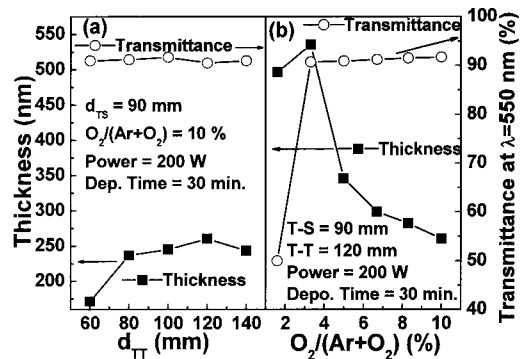 (a)
Transmittance
d_TS = 90 mm
O₂/(Ar+O₂) = 10 %
Power = 200 W
Dep. Time = 30 min.
Thickness
Thickness (nm)
550
500
450
400
350
300
250
200
60 80 100 120 140
d_TT (mm)
(b)
Transmittance
Thickness
T-S = 90 mm
T-T = 120 mm
Power = 200 W
Depo. Time = 30 min.
2 4 6 8 10
O₂/(Ar+O₂) (%)
100
90
80
70
60
50
40
Transmittance at λ=550 nm (%)